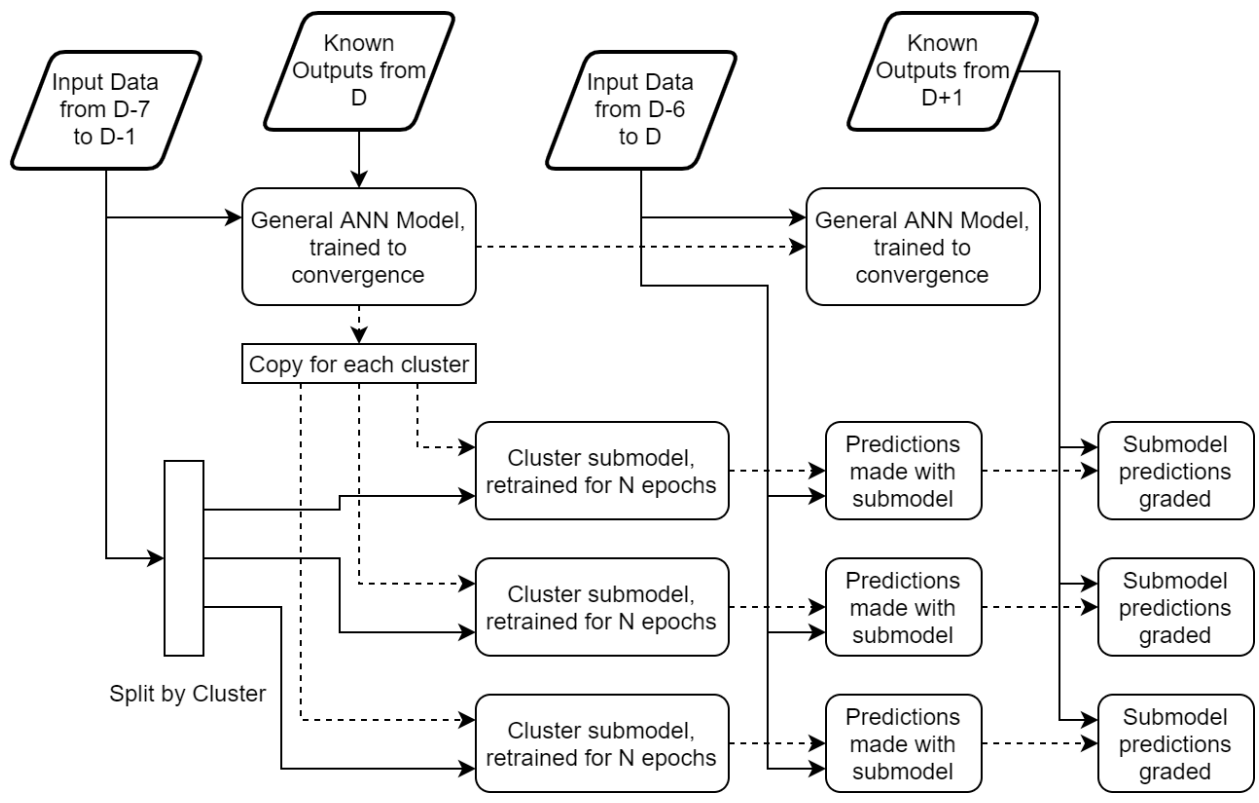 Input Data
from D-7
to D-1
Known
Outputs from
D
Input Data
from D-6
to D
Known
Outputs from
D+1
General ANN Model,
trained to
convergence
General ANN Model,
trained to
convergence
Copy for each cluster
Cluster submodel,
retrained for N epochs
Predictions
made with
submodel
Submodel
predictions
graded
Cluster submodel,
retrained for N epochs
Predictions
made with
submodel
Submodel
predictions
graded
Split by Cluster
Cluster submodel,
retrained for N epochs
Predictions
made with
submodel
Submodel
predictions
graded